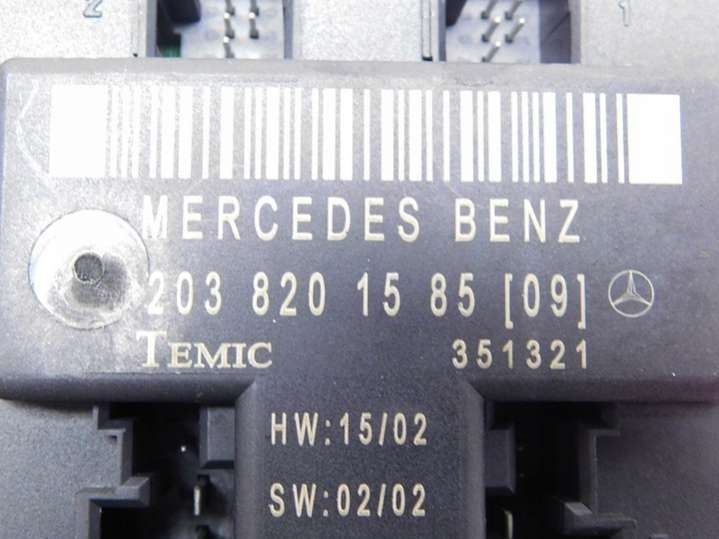 2 1
MERCEDES BENZ
203 820 15 85 [09]
TEMIC 351321
HW:15/02
SW:02/02